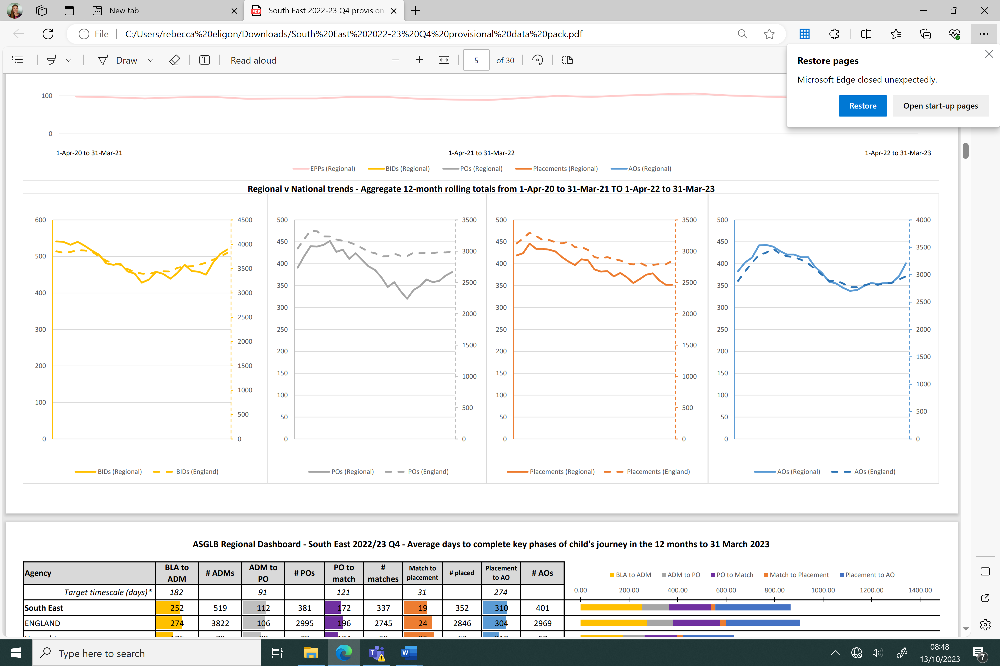 New tab
South East 2022-23 Q4 provision
File
C:/Users/rebecca%20eligon/Downloads/South%20East%202022-23%20Q4%20provisional%20data%20pack.pdf
Draw
Read aloud
5
of 30
Restore pages
Microsoft Edge closed unexpectedly.
Restore
Open start-up pages
100
0
1-Apr-20 to 31-Mar-21
1-Apr-21 to 31-Mar-22
1-Apr-22 to 31-Mar-23
EPPs (Regional) BIDs (Regional) POs (Regional) Placements (Regional) AOs (Regional)
Regional v National trends - Aggregate 12-month rolling totals from 1-Apr-20 to 31-Mar-21 TO 1-Apr-22 to 31-Mar-23
600
500
400
300
200
100
0
4500
4000
3500
3000
2500
2000
1500
1000
500
0
BIDs (Regional) BIDs (England)
500
450
400
350
300
250
200
150
100
50
0
3500
3000
2500
2000
1500
1000
500
0
POs (Regional) POs (England)
500
450
400
350
300
250
200
150
100
50
0
3500
3000
2500
2000
1500
1000
500
0
Placements (Regional) Placements (England)
500
450
400
350
300
250
200
150
100
50
0
4000
3500
3000
2500
2000
1500
1000
500
0
AOs (Regional) AOs (England)
ASGLB Regional Dashboard - South East 2022/23 Q4 - Average days to complete key phases of child's journey in the 12 months to 31 March 2023
Agency BLA to ADM # ADMs ADM to PO # POs PO to match # matches Match to placement # placed Placement to AO # AOs
Target timescale (days)* 182 91 121 31 274
South East 252 519 112 381 172 337 19 352 310 401
ENGLAND 274 3822 106 2995 196 2745 24 2846 304 2969
BLA to ADM ADM to PO PO to Match Match to Placement Placement to AO
0.00 200.00 400.00 600.00 800.00 1000.00 1200.00 1400.00
Type here to search
08:48
13/10/2023
7